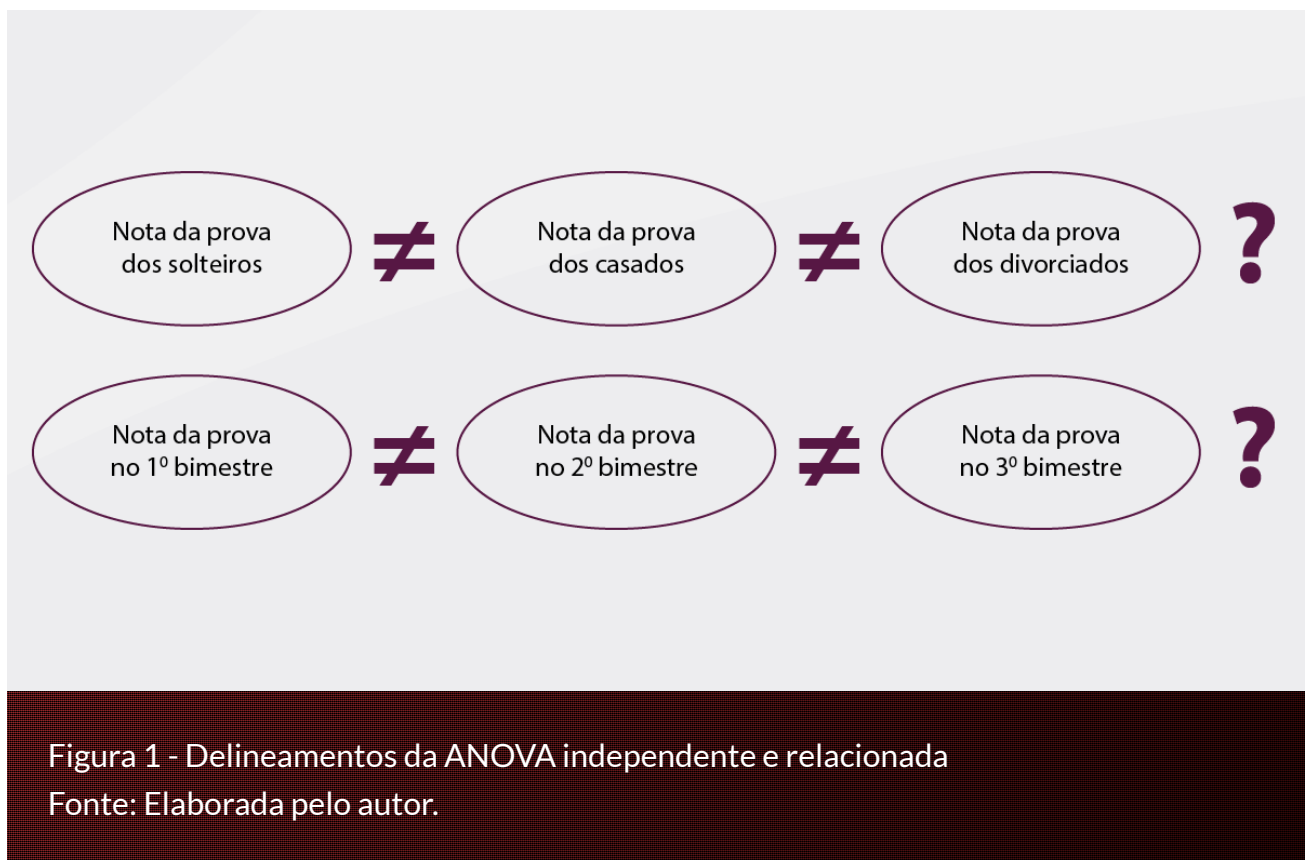 Nota da prova
dos solteiros
≠
Nota da prova
dos casados
≠
Nota da prova
dos divorciados
?
Nota da prova
no 1º bimestre
≠
Nota da prova
no 2º bimestre
≠
Nota da prova
no 3º bimestre
?
Figura 1 - Delineamentos da ANOVA independente e relacionada
Fonte: Elaborada pelo autor.